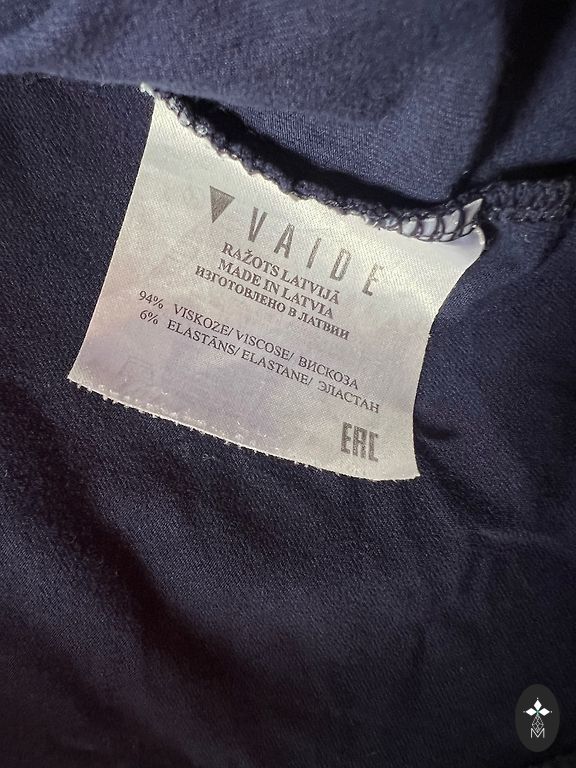 VAIDE
RAŽOTS LATVIJĀ
MADE IN LATVIA
ИЗГОТОВЛЕНО В ЛАТВИИ
94% VISKOZE/ VISCOSE/ ВИСКОЗА
6% ELASTĀNS/ ELASTANE/ ЭЛАСТАН
EAC
M